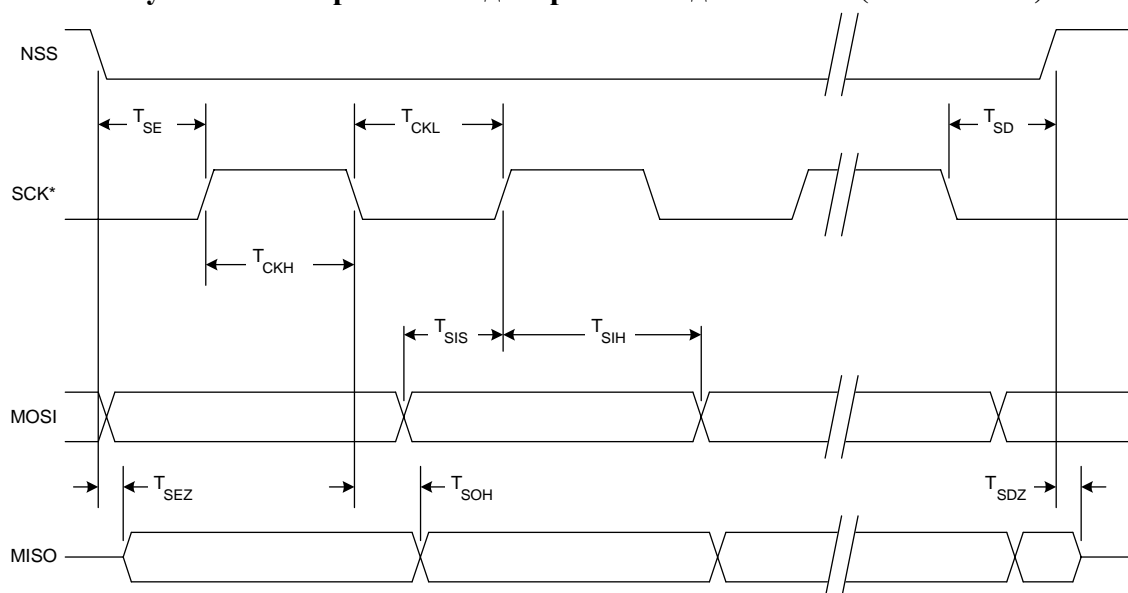 NSS
T_SE
T_CKL
T_SD
SCK*
T_CKH
T_SIS
T_SIH
MOSI
T_SEZ
T_SOH
T_SDZ
MISO